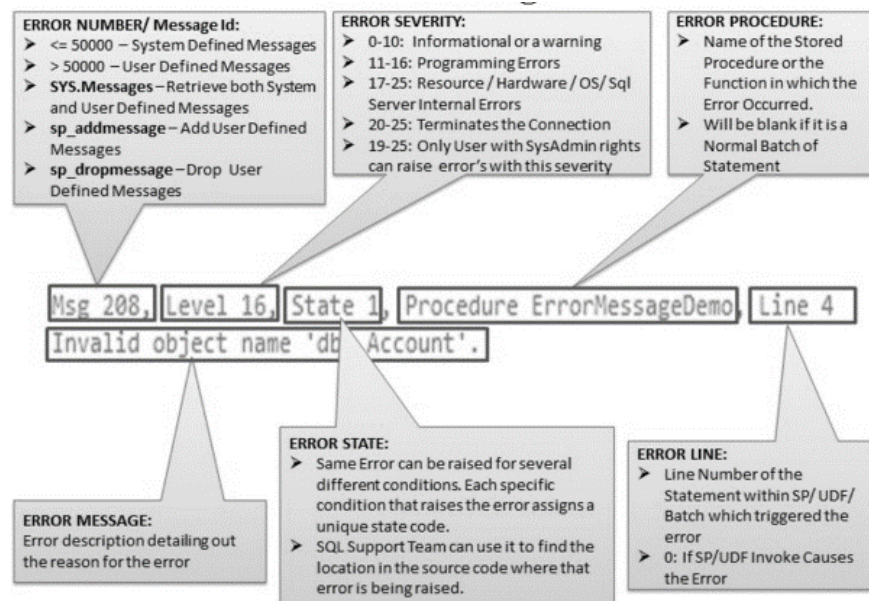 ERROR NUMBER/ Message Id:
➢ <= 50000 – System Defined Messages
➢ > 50000 – User Defined Messages
➢ SYS.Messages – Retrieve both System
and User Defined Messages
➢ sp_addmessage – Add User Defined
Messages
➢ sp_dropmessage – Drop User
Defined Messages
ERROR SEVERITY:
➢ 0-10: Informational or a warning
➢ 11-16: Programming Errors
➢ 17-25: Resource / Hardware / OS/ Sql
Server Internal Errors
➢ 20-25: Terminates the Connection
➢ 19-25: Only User with SysAdmin rights
can raise error's with this severity
ERROR PROCEDURE:
➢ Name of the Stored
Procedure or the
Function in which the
Error Occurred.
➢ Will be blank if it is a
Normal Batch of
Statement
Msg 208, Level 16, State 1, Procedure ErrorMessageDemo, Line 4
Invalid object name 'db Account'.
ERROR MESSAGE:
Error description detailing out
the reason for the error
ERROR STATE:
➢ Same Error can be raised for several
different conditions. Each specific
condition that raises the error assigns a
unique state code.
➢ SQL Support Team can use it to find the
location in the source code where that
error is being raised.
ERROR LINE:
➢ Line Number of the
Statement within SP/ UDF/
Batch which triggered the
error
➢ 0: If SP/UDF Invoke Causes
the Error